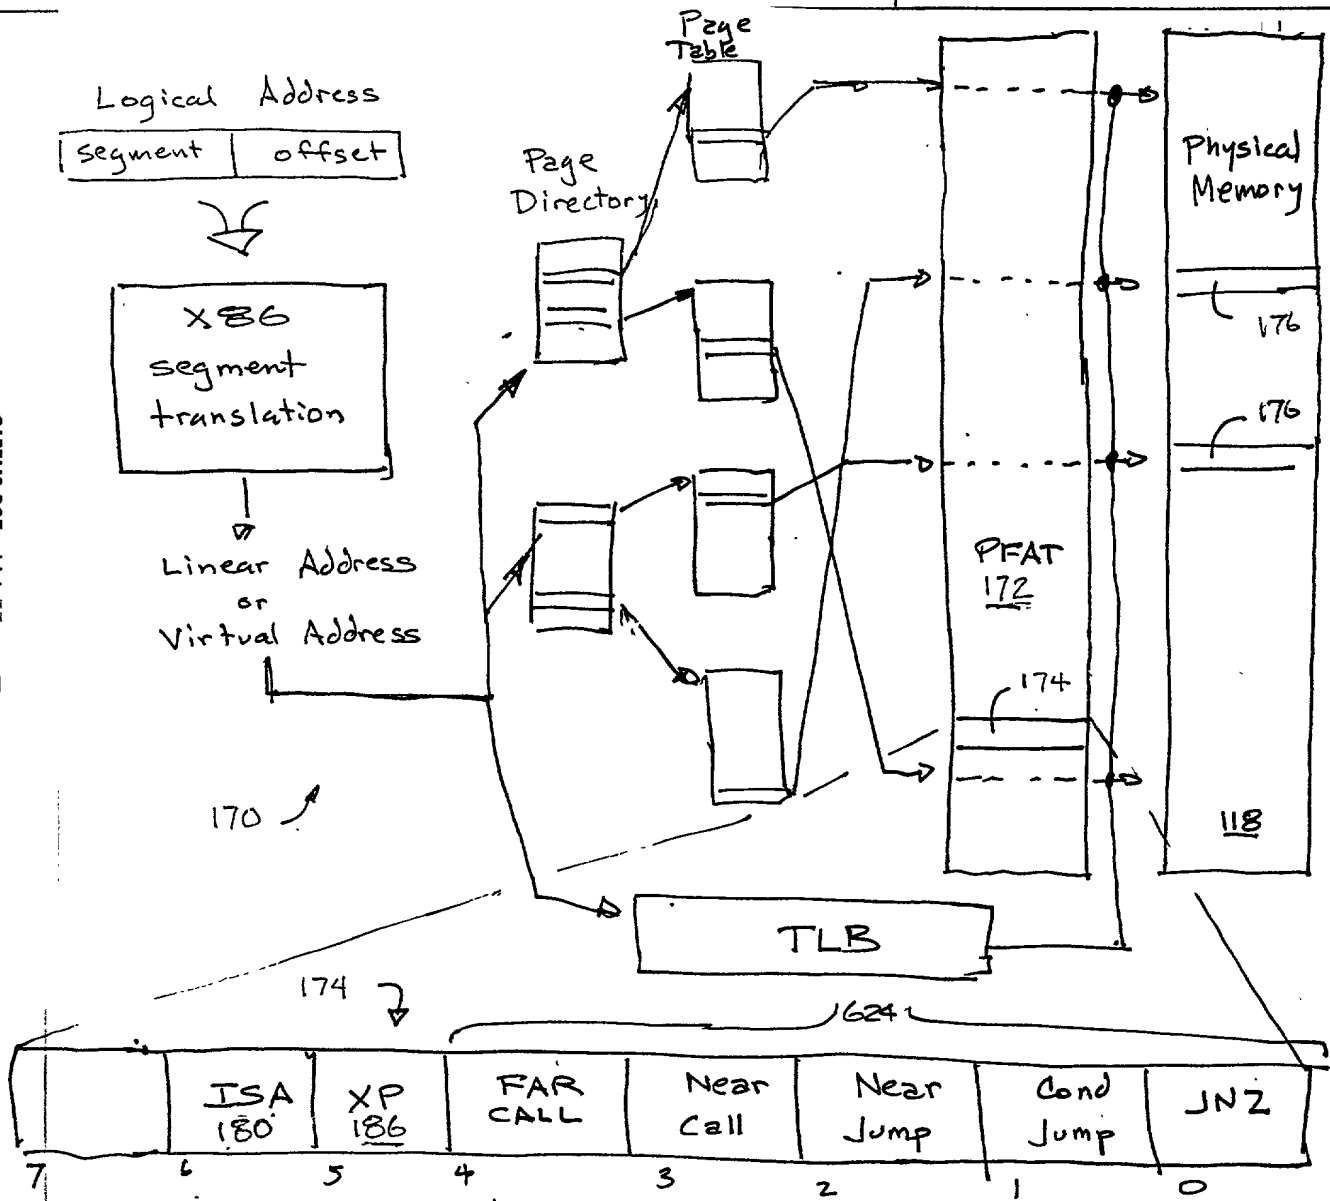 Logical Address
segment offset
X86
segment
translation
Linear Address
or
Virtual Address
170
Page
Directory
Page
Table
PFAT
172
174
Physical
Memory
176
176
118
TLB
174
624
ISA
180
XP
186
FAR
CALL
Near
Call
Near
Jump
Cond
Jump
JNZ
7 6 5 4 3 2 1 0